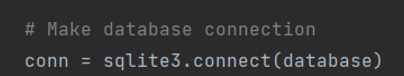 # Make database connection
conn = sqlite3.connect(database)